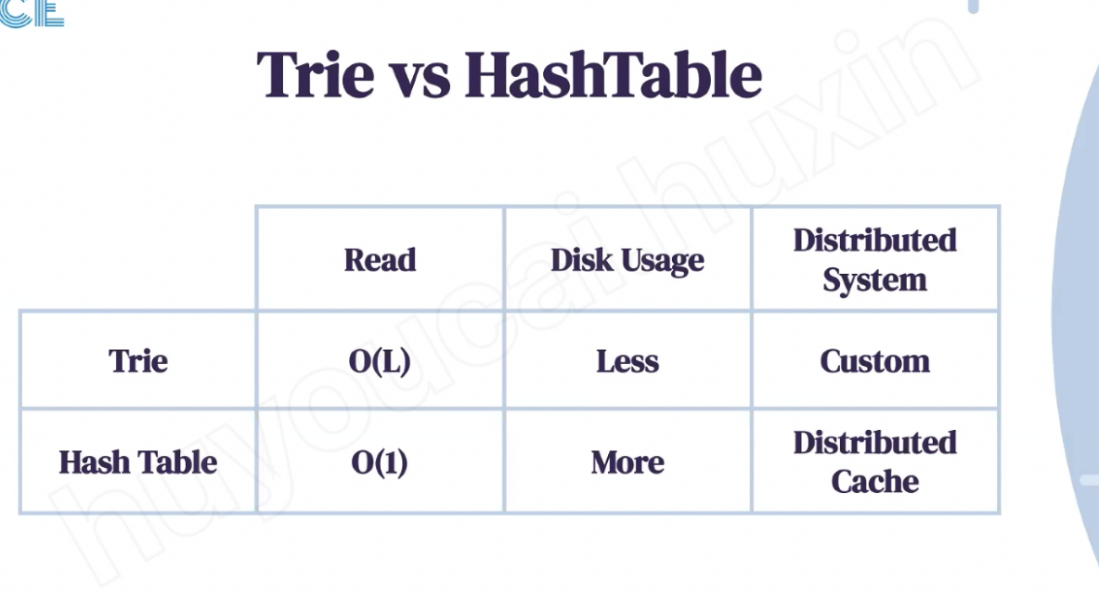 CE
Trie vs HashTable
Read
Disk Usage
Distributed
System
Trie
O(L)
Less
Custom
Hash Table
O(1)
More
Distributed
Cache
huyoucai.huxin